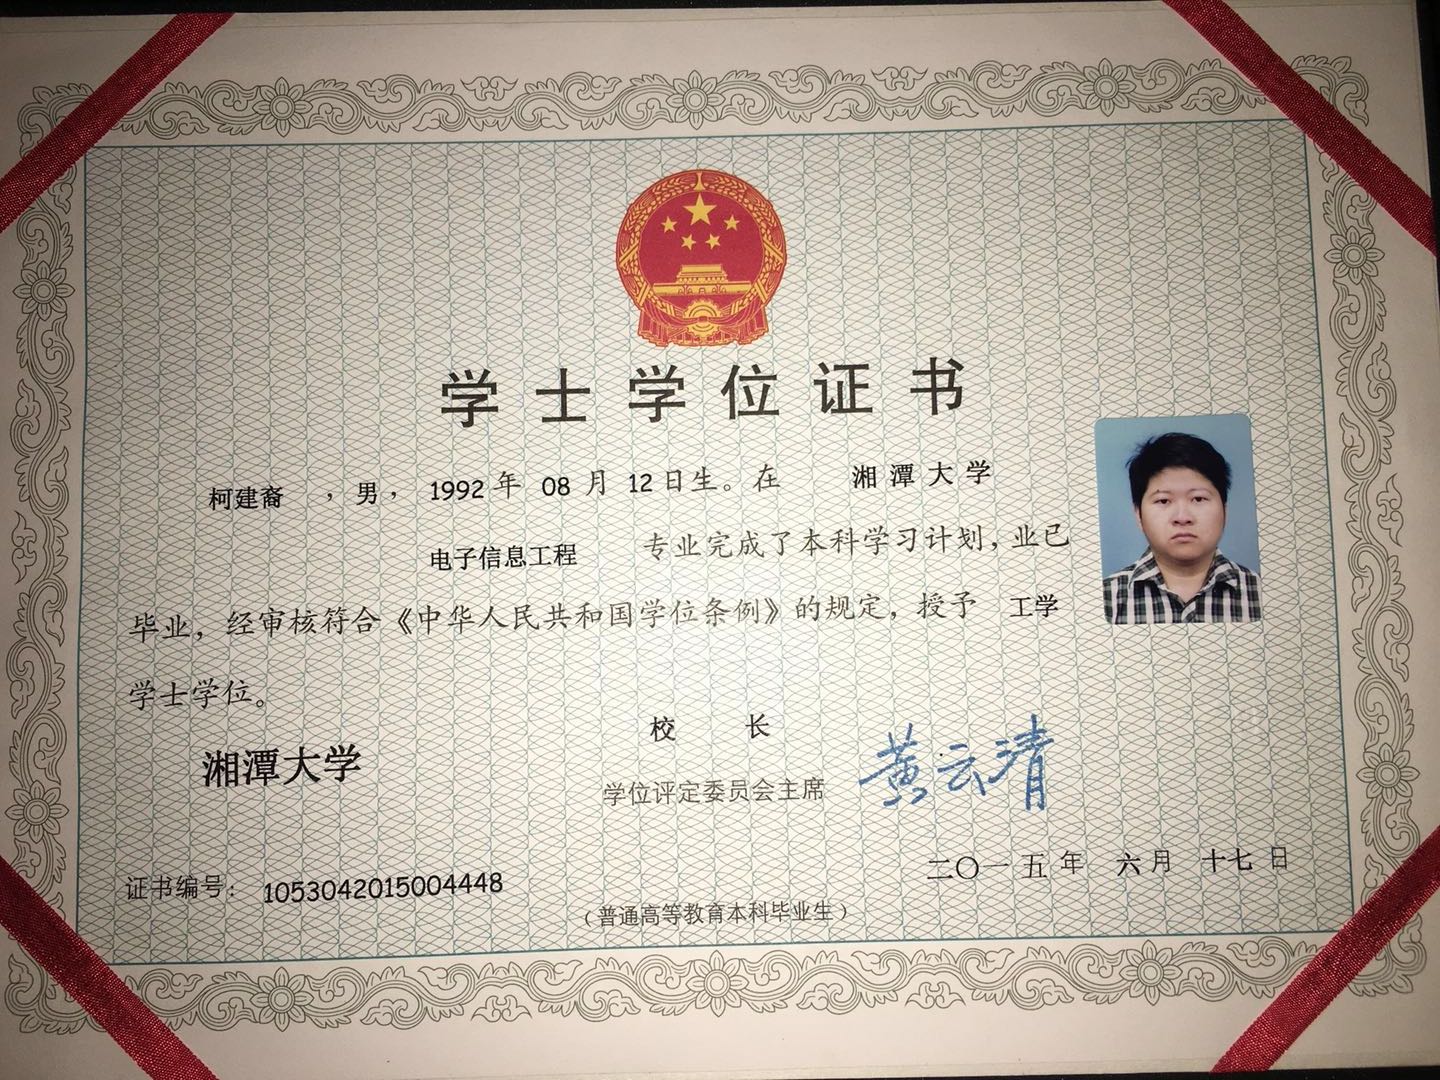 学士学位证书
柯建裔 ，男，1992年 08 月 12日生。在 湘潭大学
电子信息工程 专业完成了本科学习计划，业已
毕业，经审核符合《中华人民共和国学位条例》的规定，授予 工学
学士学位。
湘潭大学
校 长
学位评定委员会主席
黄云清
证书编号：1053042015004448
二〇一五年 六月 十七日
（普通高等教育本科毕业生）